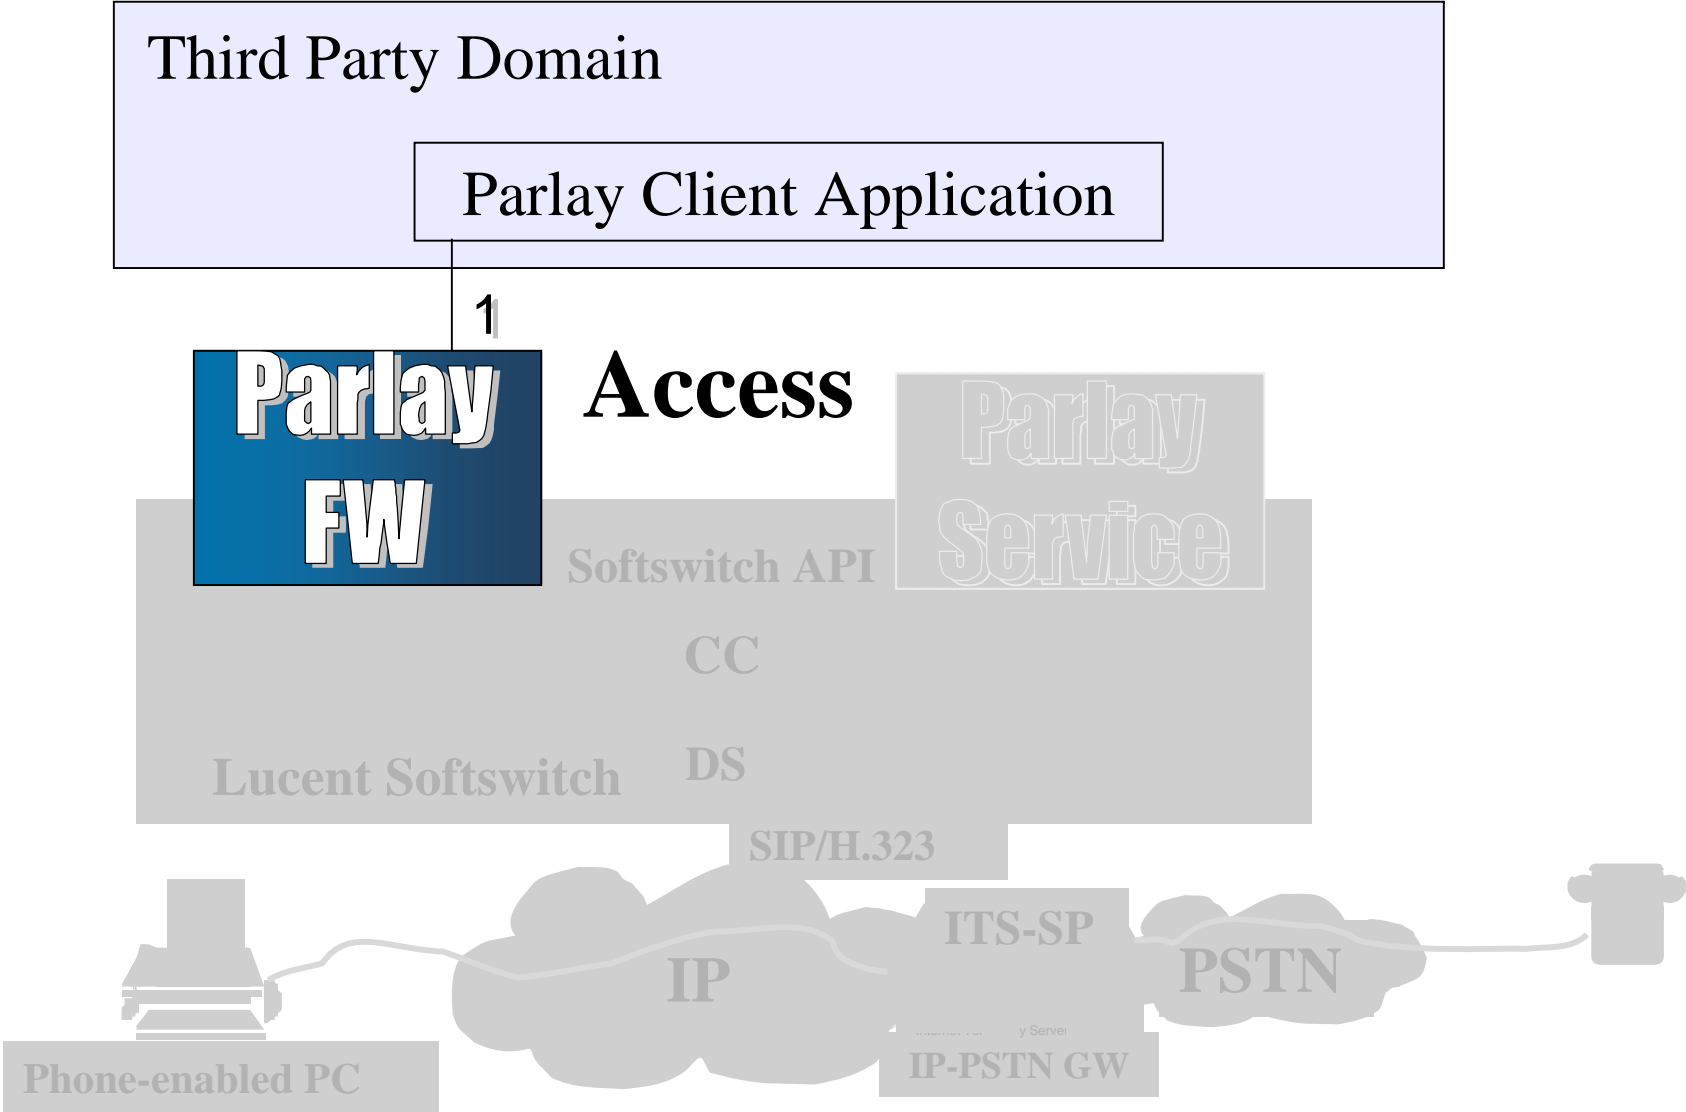 Third Party Domain
Parlay Client Application
1
Access
Parlay
FW
Parlay
Service
Softswitch API
CC
DS
Lucent Softswitch
SIP/H.323
ITS-SP
IP
PSTN
y Server
IP-PSTN GW
Phone-enabled PC